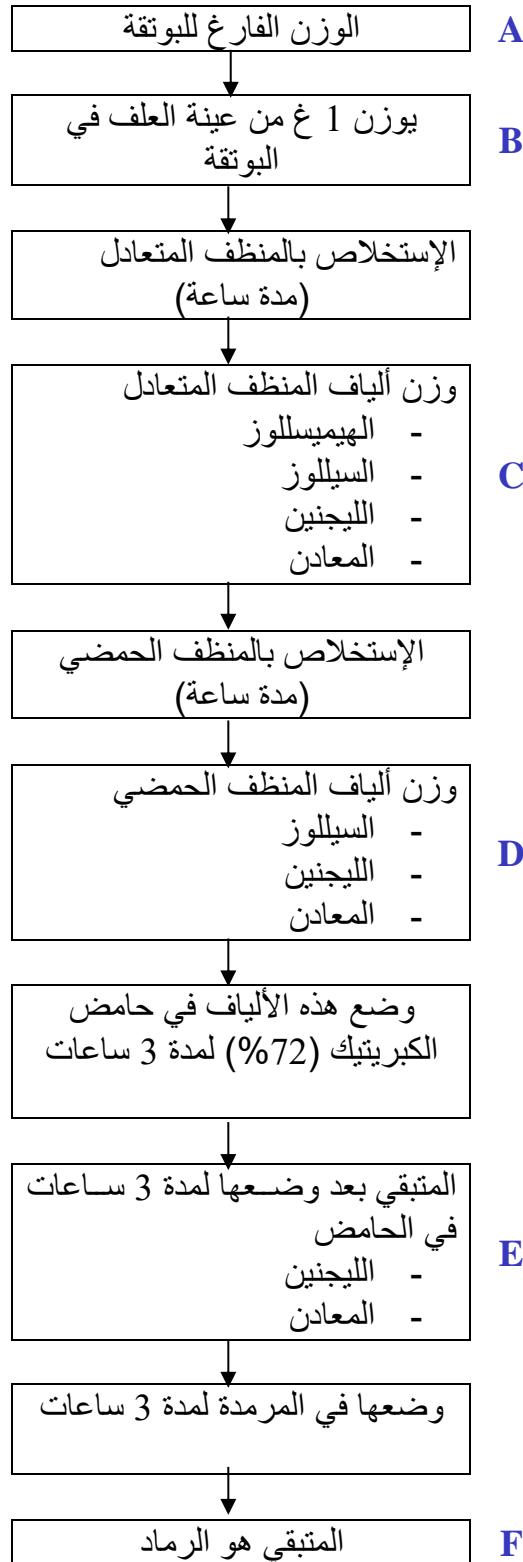 الوزن الفارغ للبوتقة
A
يوزن 1 غ من عينة العلف في
البوتقة
B
الإستخلاص بالمنظف المتعادل
(مدة ساعة)
وزن ألياف المنظف المتعادل
- الهيميسللوز
- السيللوز
- الليجنين
- المعادن
C
الإستخلاص بالمنظف الحمضي
(مدة ساعة)
وزن ألياف المنظف الحمضي
- السيللوز
- الليجنين
- المعادن
D
وضع هذه الألياف في حامض
الكبريتيك (72%) لمدة 3 ساعات
المتبقي بعد وضعها لمدة 3 ساعات
في الحامض
- الليجنين
- المعادن
E
وضعها في المرمدة لمدة 3 ساعات
المتبقي هو الرماد
F